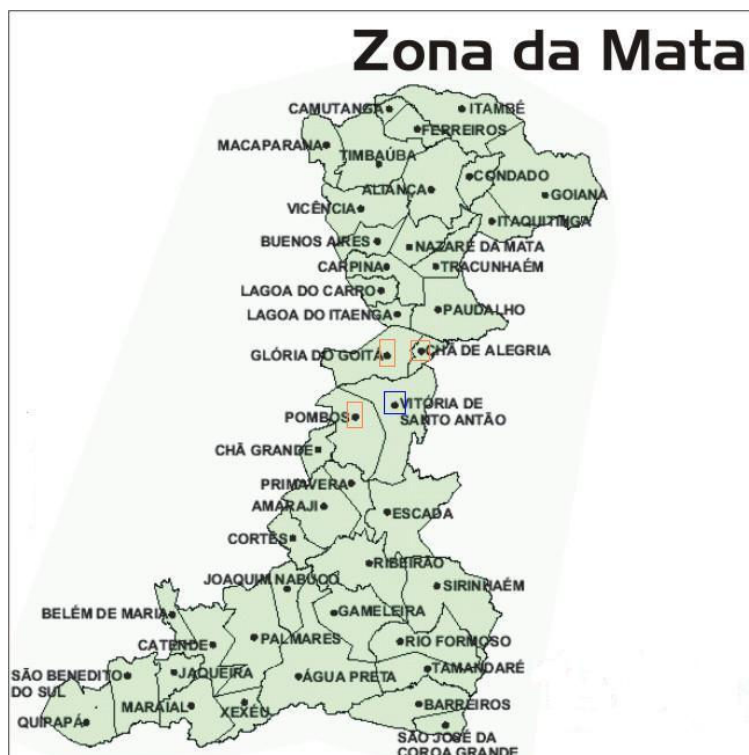 Zona da Mata
CAMUTANGA
ITAMBÉ
FERREIROS
MACAPARANA
TIMBAÚBA
CONDADO
ALIANÇA
GOIANA
VICÊNCIA
ITAQUITINGA
BUENOS AIRES
NAZARÉ DA MATA
CARPINA
TRACUNHAÉM
LAGOA DO CARRO
PAUDALHO
LAGOA DO ITAENGA
CHÃ DE ALEGRIA
GLÓRIA DO GOITÁ
VITÓRIA DE
SANTO ANTÃO
POMBOS
CHÃ GRANDE
PRIMAVERA
AMARAJI
ESCADA
CORTÊS
RIBEIRÃO
JOAQUIM NABUCO
SIRINHAÉM
BELÉM DE MARIA
GAMELEIRA
PALMARES
RIO FORMOSO
CATENDE
TAMANDARÉ
SÃO BENEDITO
DO SUL
JAQUEIRA
ÁGUA PRETA
MARAIAL
XEXÉU
BARREIROS
QUIPAPÁ
SÃO JOSÉ DA
COROA GRANDE